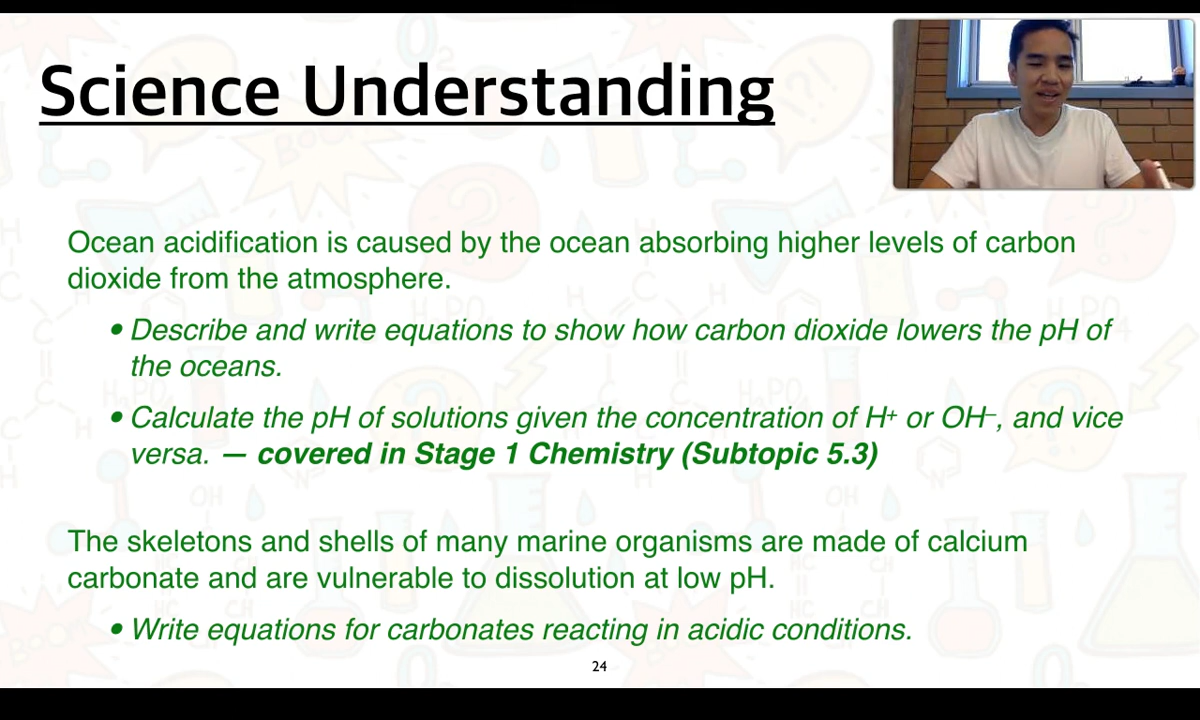 Science Understanding
Ocean acidification is caused by the ocean absorbing higher levels of carbon
dioxide from the atmosphere.
• Describe and write equations to show how carbon dioxide lowers the pH of
the oceans.
• Calculate the pH of solutions given the concentration of H⁺ or OH⁻, and vice
versa. — covered in Stage 1 Chemistry (Subtopic 5.3)
The skeletons and shells of many marine organisms are made of calcium
carbonate and are vulnerable to dissolution at low pH.
• Write equations for carbonates reacting in acidic conditions.
24